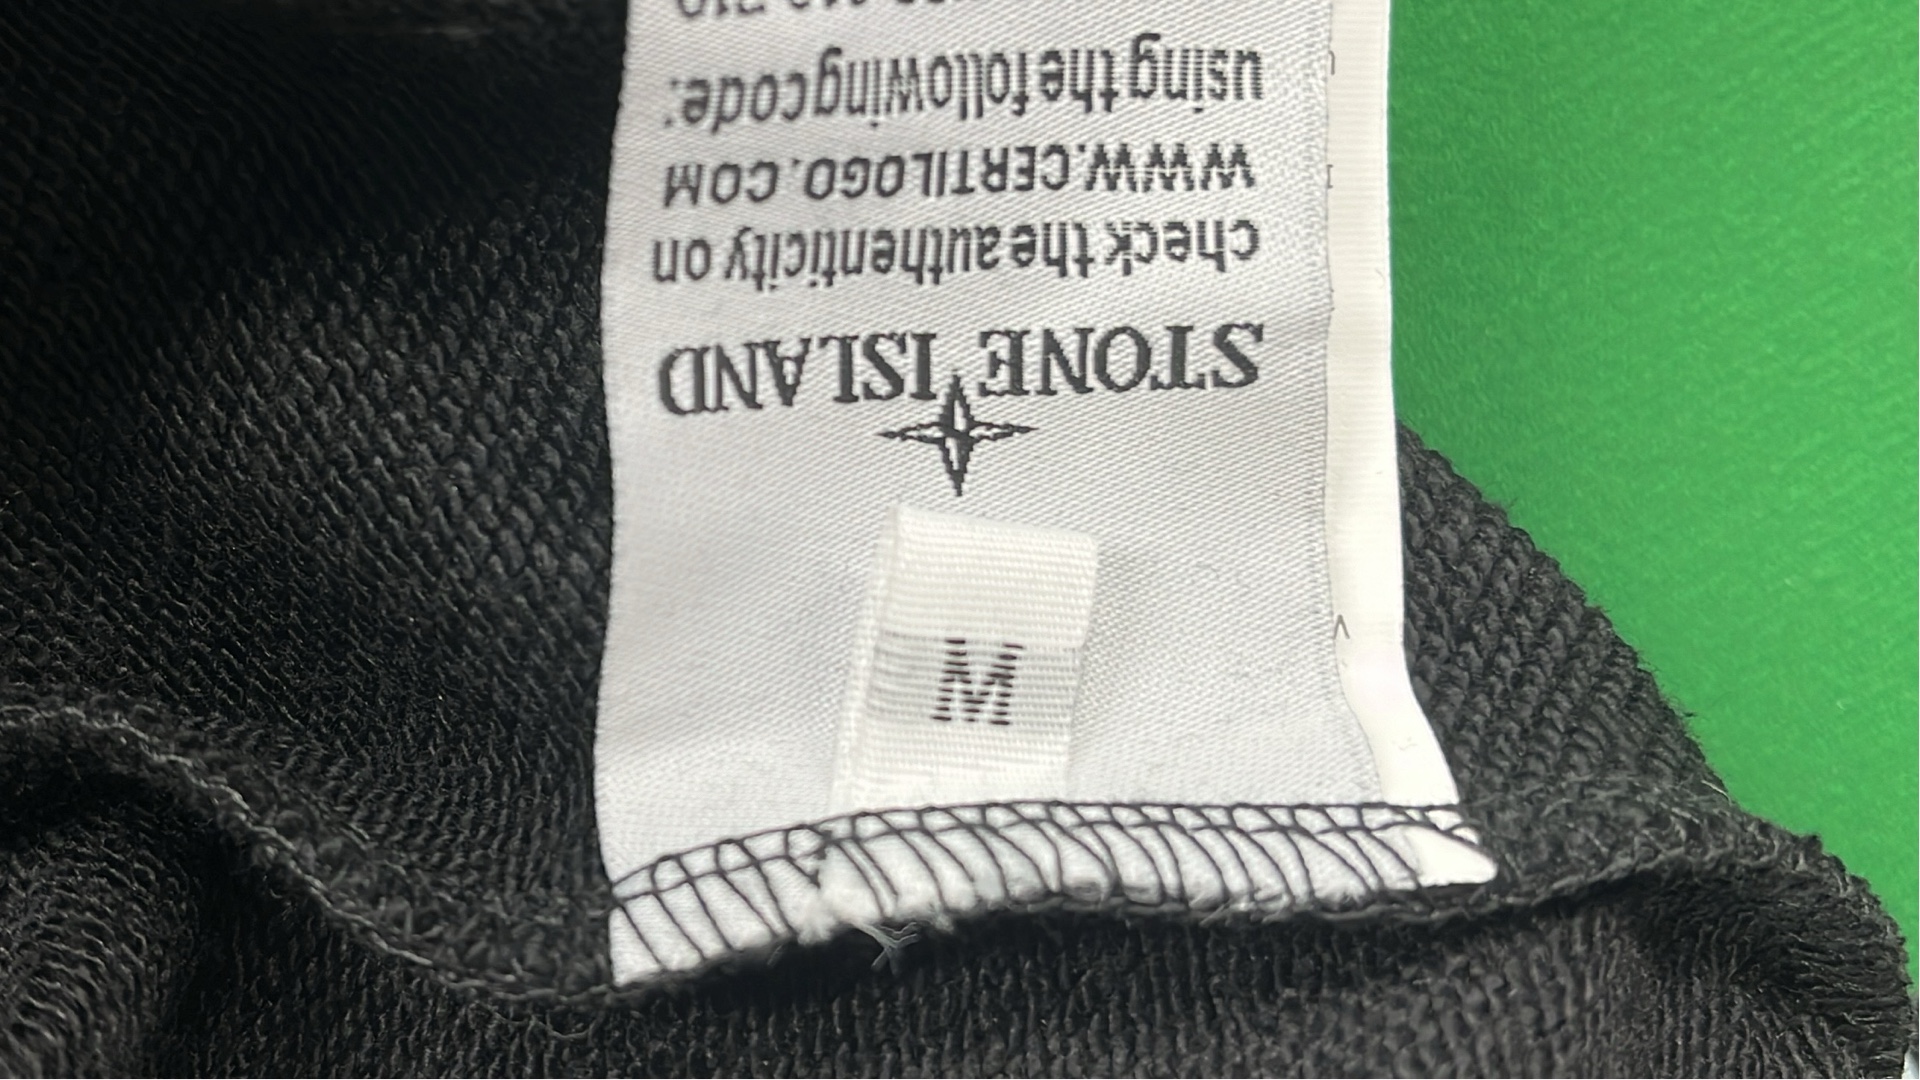 M
STONE ISLAND
check the authenticity on
WWW.CERTILOGO.COM
using the following code: